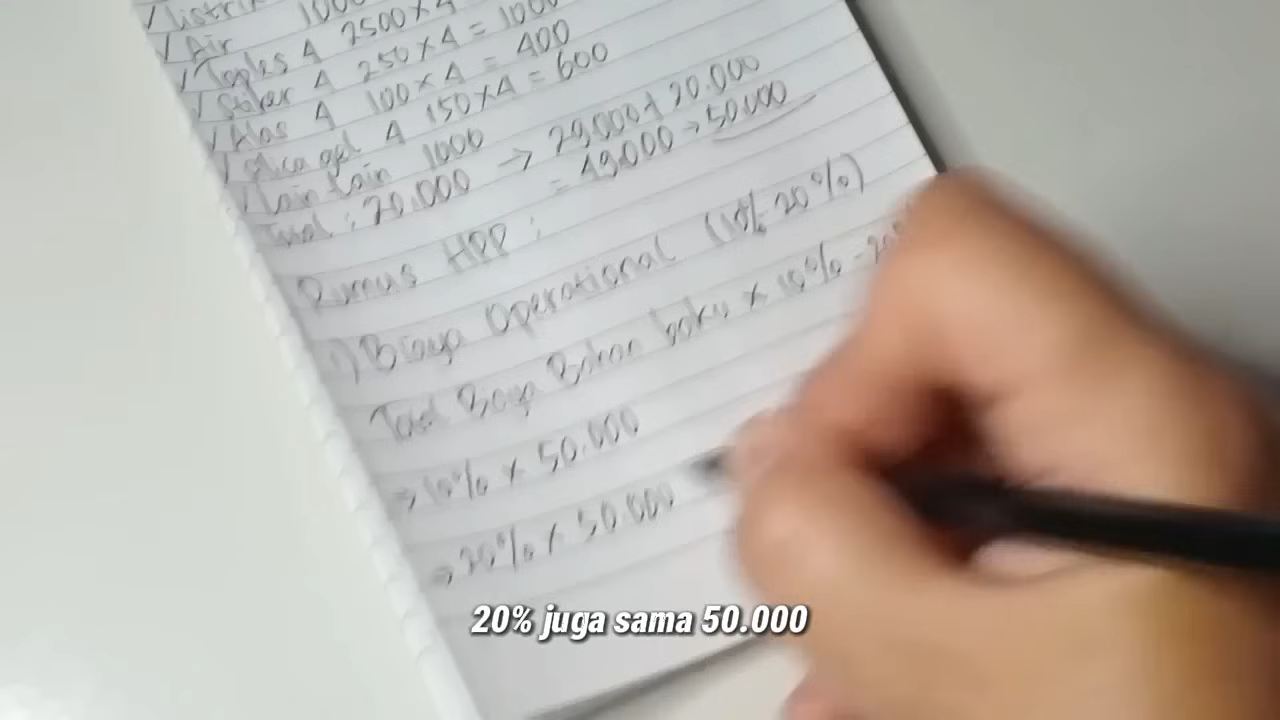 / listrik 1000
/ Air
/ Toples 4 2500 x 4
/ Stiker 4 250 x 4 = 1000
/ Alas 4 100 x 4 = 400
/ silica gel 4 150 x 4 = 600
/ lain lain 1000
Total : 20.000 → 29.000 + 20.000
= 49.000 → 50.000
Rumus HPP :
1) Biaya Operational (10% 20%)
Total Biaya Bahan baku x 10% - 20%
⇒ 10% x 50.000
⇒ 20% x 50.000
20% juga sama 50.000